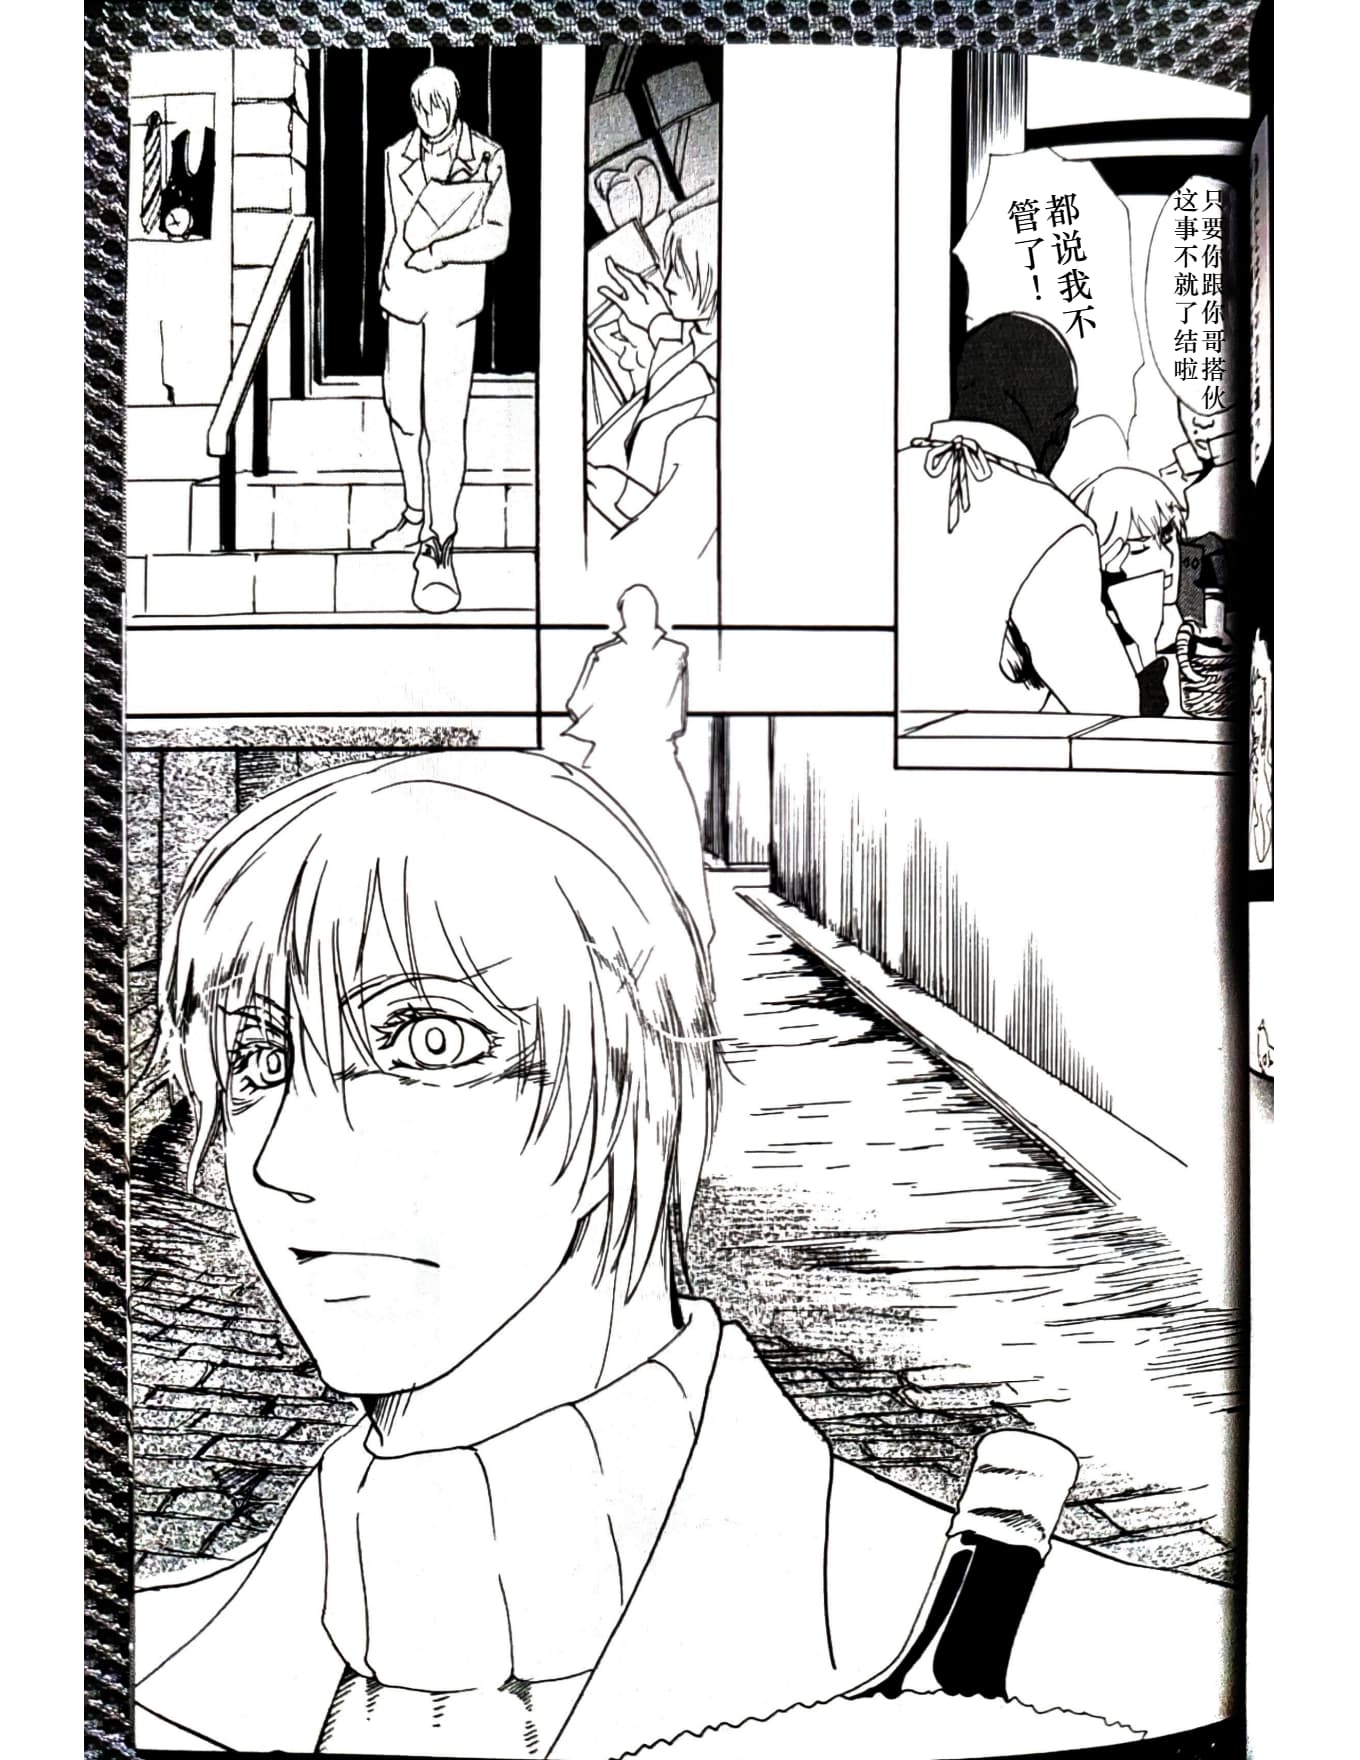 只要你跟你哥搭伙
这事不就了结啦
都说我不
管了！